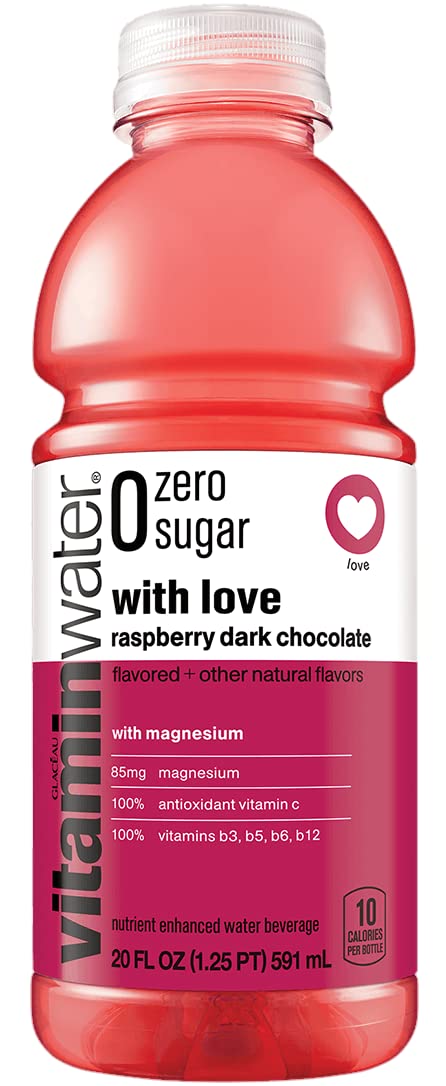 GLACÉAU
vitaminwater®
0 zero
sugar
love
with love
raspberry dark chocolate
flavored + other natural flavors
with magnesium
85mg magnesium
100% antioxidant vitamin c
100% vitamins b3, b5, b6, b12
nutrient enhanced water beverage
20 FL OZ (1.25 PT) 591 mL
10
CALORIES
PER BOTTLE